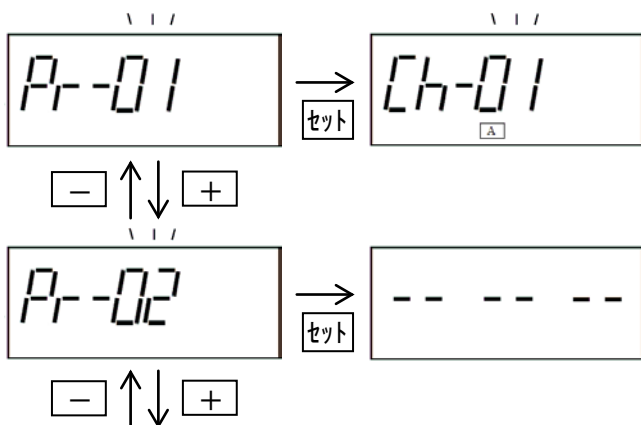 Pr-01
セット
Ch-01
A
－ ＋
Pr-02
セット
-- -- --
－ ＋